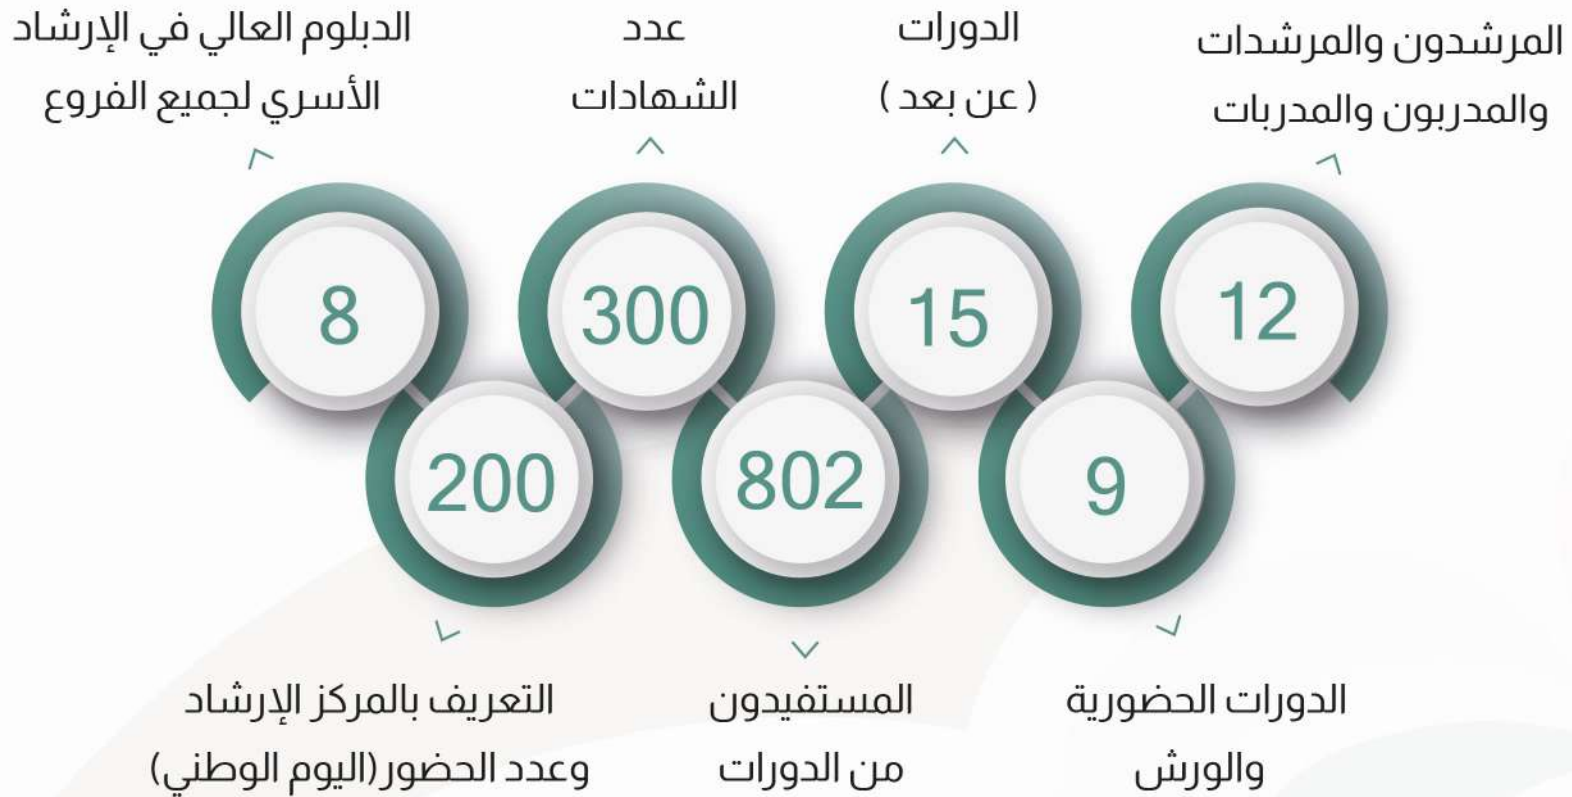 المرشدون والمرشدات
والمدربون والمدربات
12
الدورات الحضورية
والورش
9
الدورات
( عن بعد )
15
المستفيدون
من الدورات
802
عدد
الشهادات
300
التعريف بالمركز الإرشاد
وعدد الحضور(اليوم الوطني)
200
الدبلوم العالي في الإرشاد
الأسري لجميع الفروع
8